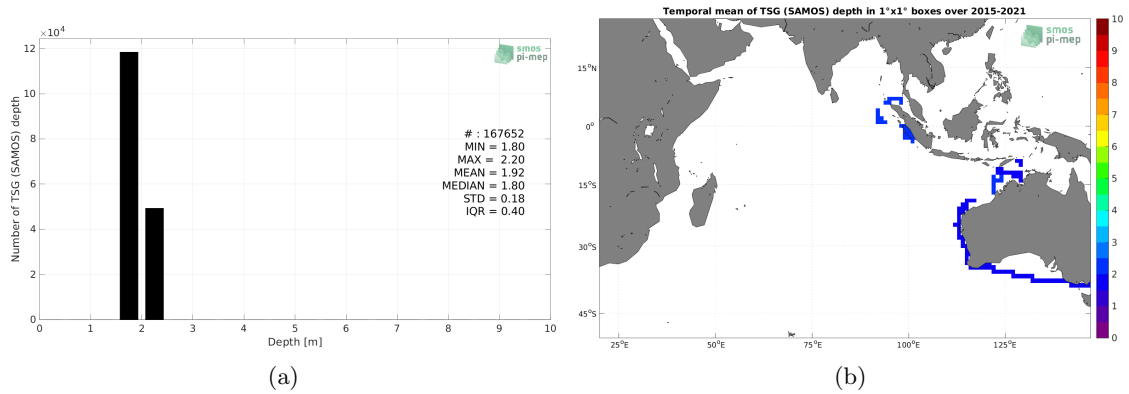 ×10⁴
12
10
8
6
4
2
0
Number of TSG (SAMOS) depth
smos
pi-mep
# : 167652
MIN = 1.80
MAX = 2.20
MEAN = 1.92
MEDIAN = 1.80
STD = 0.18
IQR = 0.40
0 1 2 3 4 5 6 7 8 9 10
Depth [m]
(a)
Temporal mean of TSG (SAMOS) depth in 1°x1° boxes over 2015-2021
smos
pi-mep
15°N
0°
15°S
30°S
45°S
25°E 50°E 75°E 100°E 125°E
10
9
8
7
6
5
4
3
2
1
0
(b)